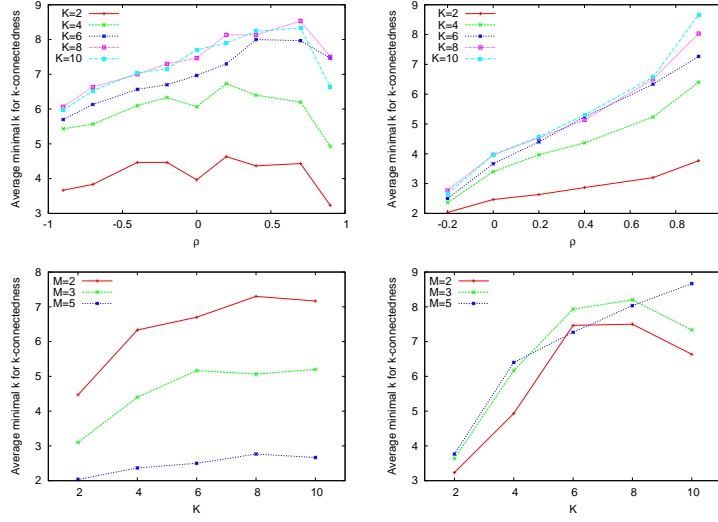 Average minimal k for k-connectedness
9
8
7
6
5
4
3
K=2
K=4
K=6
K=8
K=10
-1
-0.5
0
0.5
1
ρ
Average minimal k for k-connectedness
9
8
7
6
5
4
3
2
K=2
K=4
K=6
K=8
K=10
-0.2
0
0.2
0.4
0.6
0.8
ρ
Average minimal k for k-connectedness
8
7
6
5
4
3
2
M=2
M=3
M=5
2
4
6
8
10
K
Average minimal k for k-connectedness
9
8
7
6
5
4
3
M=2
M=3
M=5
2
4
6
8
10
K